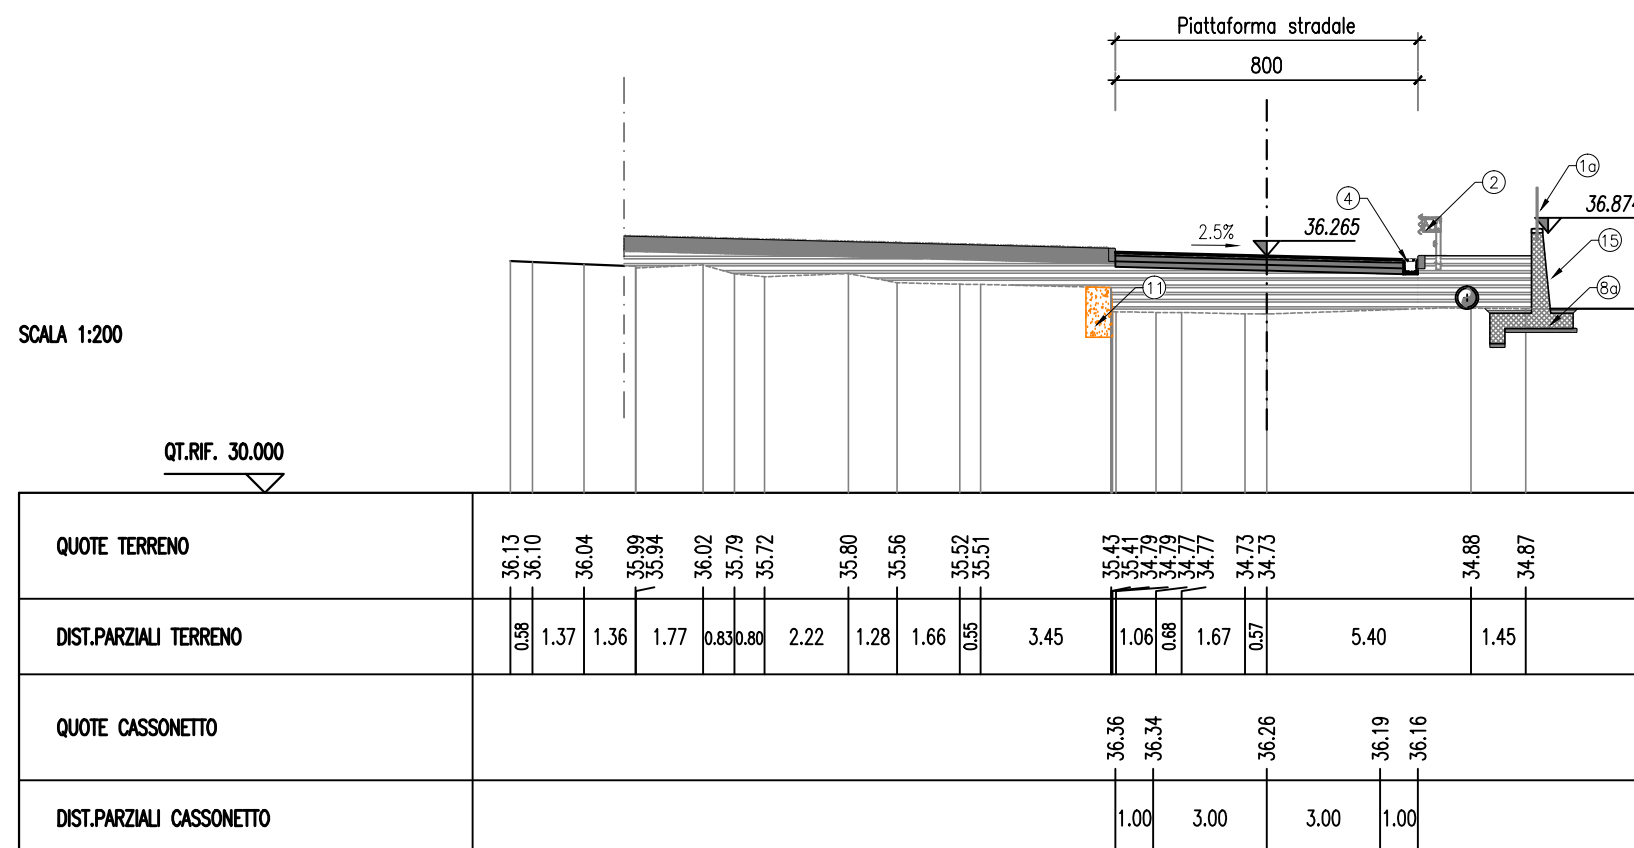 Piattaforma stradale
800
1a
2
4
36.874
2.5%
36.265
15
11
8a
SCALA 1:200
QT.RIF. 30.000
QUOTE TERRENO
36.13 36.10 36.04 35.99 35.94 36.02 35.79 35.72 35.80 35.56 35.52 35.51 35.43 35.41 34.79 34.79 34.77 34.77 34.73 34.73 34.88 34.87
DIST.PARZIALI TERRENO
0.58 1.37 1.36 1.77 0.83 0.80 2.22 1.28 1.66 0.55 3.45 1.06 0.68 1.67 0.57 5.40 1.45
QUOTE CASSONETTO
36.36 36.34 36.26 36.19 36.16
DIST.PARZIALI CASSONETTO
1.00 3.00 3.00 1.00